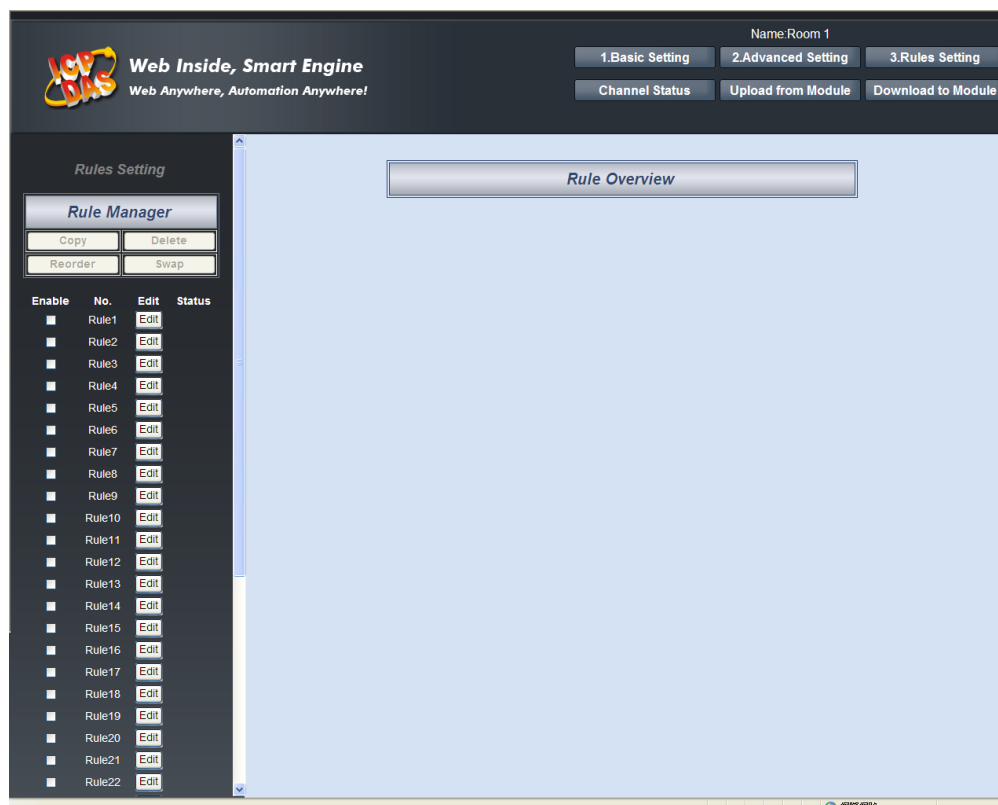 Name:Room 1
ICP DAS
Web Inside, Smart Engine
Web Anywhere, Automation Anywhere!
1.Basic Setting 2.Advanced Setting 3.Rules Setting
Channel Status Upload from Module Download to Module
Rules Setting
Rule Manager
Copy Delete
Reorder Swap
Enable No. Edit Status
Rule1 Edit
Rule2 Edit
Rule3 Edit
Rule4 Edit
Rule5 Edit
Rule6 Edit
Rule7 Edit
Rule8 Edit
Rule9 Edit
Rule10 Edit
Rule11 Edit
Rule12 Edit
Rule13 Edit
Rule14 Edit
Rule15 Edit
Rule16 Edit
Rule17 Edit
Rule18 Edit
Rule19 Edit
Rule20 Edit
Rule21 Edit
Rule22 Edit
Rule Overview